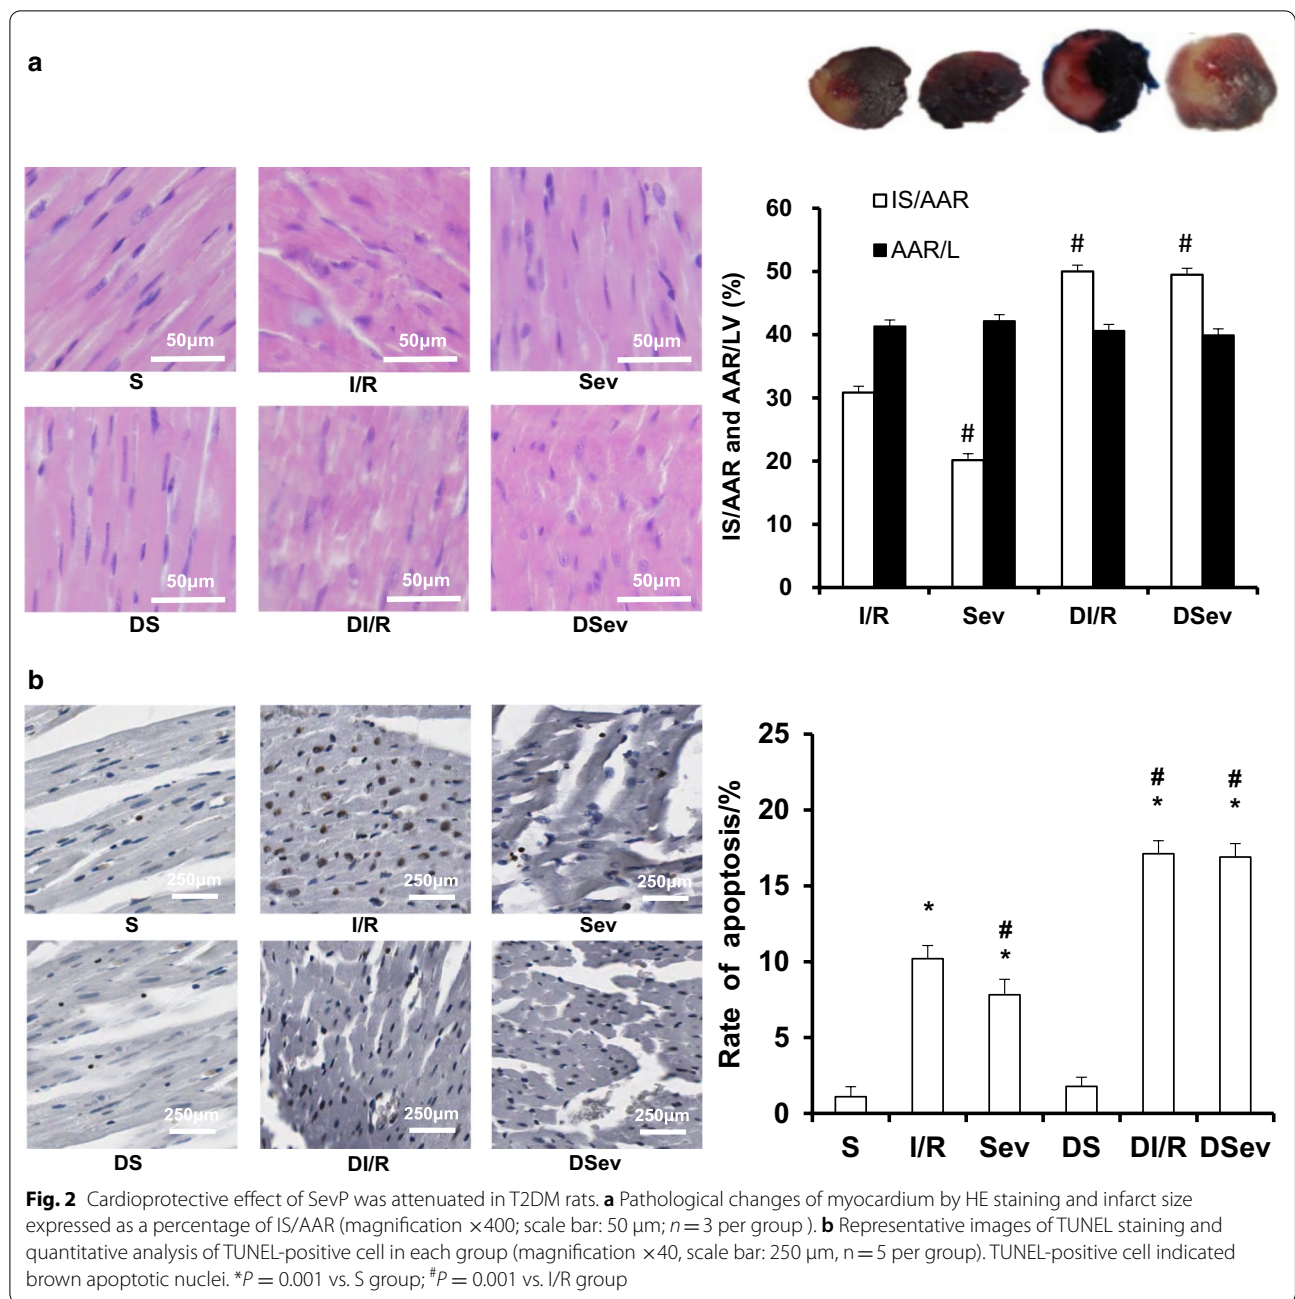 a
50µm
50µm
50µm
S
I/R
Sev
50µm
50µm
50µm
DS
DI/R
DSev
IS/AAR
AAR/L
IS/AAR and AAR/LV (%)
60
50
40
30
20
10
0
#
#
#
I/R
Sev
DI/R
DSev
b
250µm
250µm
250µm
S
I/R
Sev
250µm
250µm
250µm
DS
DI/R
DSev
Rate of apoptosis/%
25
20
15
10
5
0
*
#
*
#
*
#
*
S
I/R
Sev
DS
DI/R
DSev
Fig. 2 Cardioprotective effect of SevP was attenuated in T2DM rats. a Pathological changes of myocardium by HE staining and infarct size
expressed as a percentage of IS/AAR (magnification ×400; scale bar: 50 µm; n = 3 per group ). b Representative images of TUNEL staining and
quantitative analysis of TUNEL-positive cell in each group (magnification ×40, scale bar: 250 µm, n = 5 per group). TUNEL-positive cell indicated
brown apoptotic nuclei. *P = 0.001 vs. S group; #P = 0.001 vs. I/R group